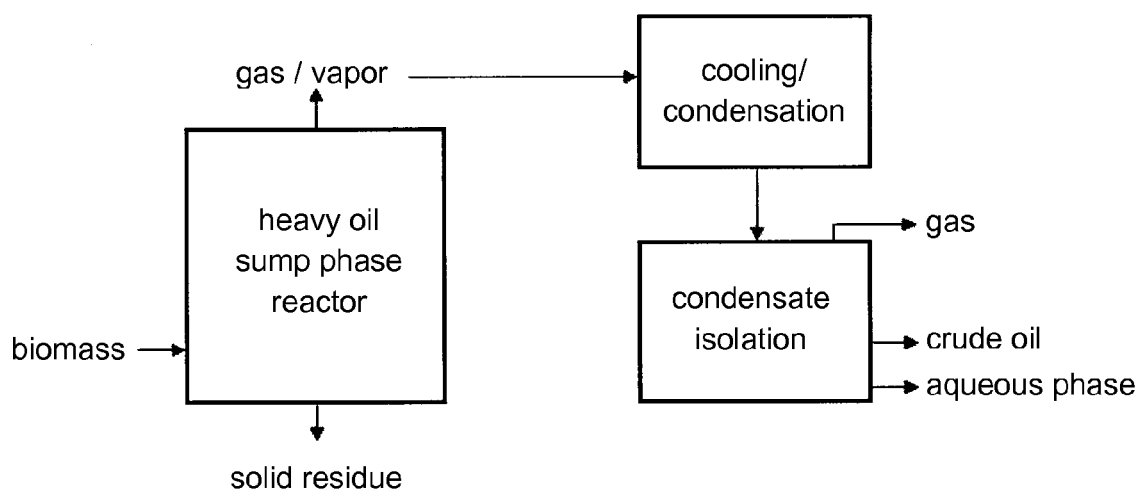 gas / vapor
cooling/
condensation
heavy oil
sump phase
reactor
gas
condensate
isolation
biomass
crude oil
aqueous phase
solid residue